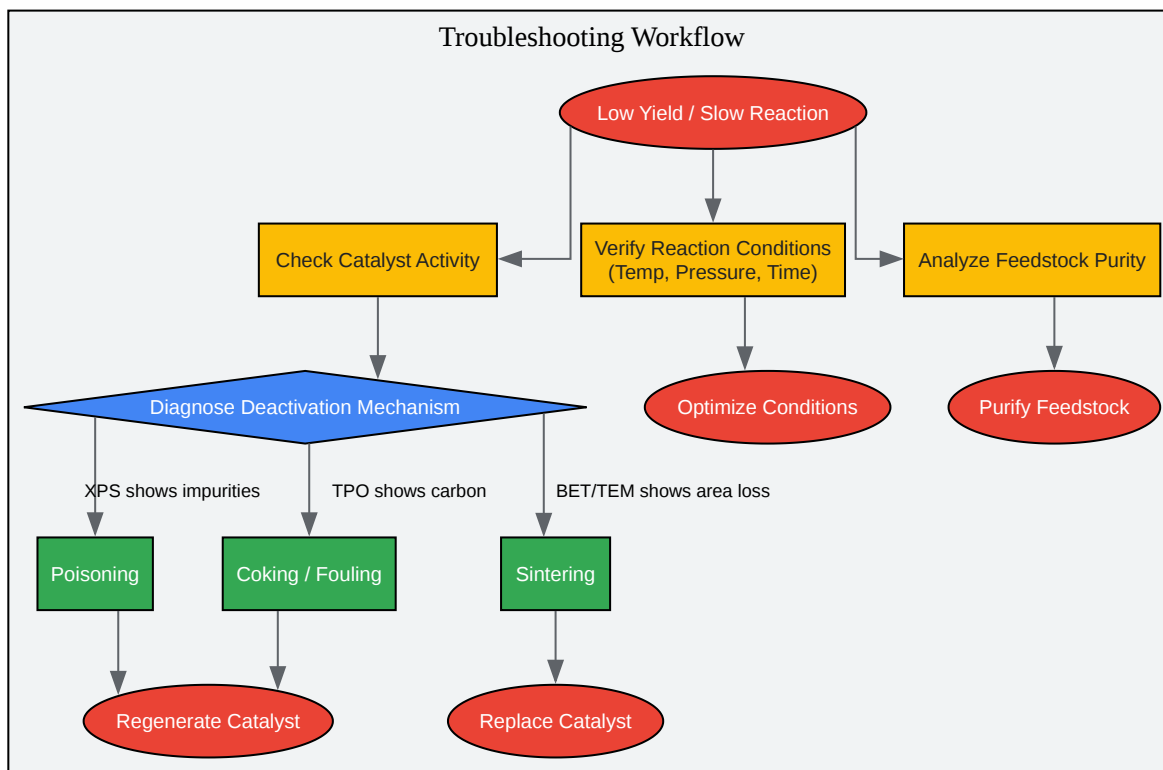 Troubleshooting Workflow
Low Yield / Slow Reaction
Check Catalyst Activity
Verify Reaction Conditions
(Temp, Pressure, Time)
Analyze Feedstock Purity
Diagnose Deactivation Mechanism
Optimize Conditions
Purify Feedstock
XPS shows impurities
TPO shows carbon
BET/TEM shows area loss
Poisoning
Coking / Fouling
Sintering
Regenerate Catalyst
Replace Catalyst